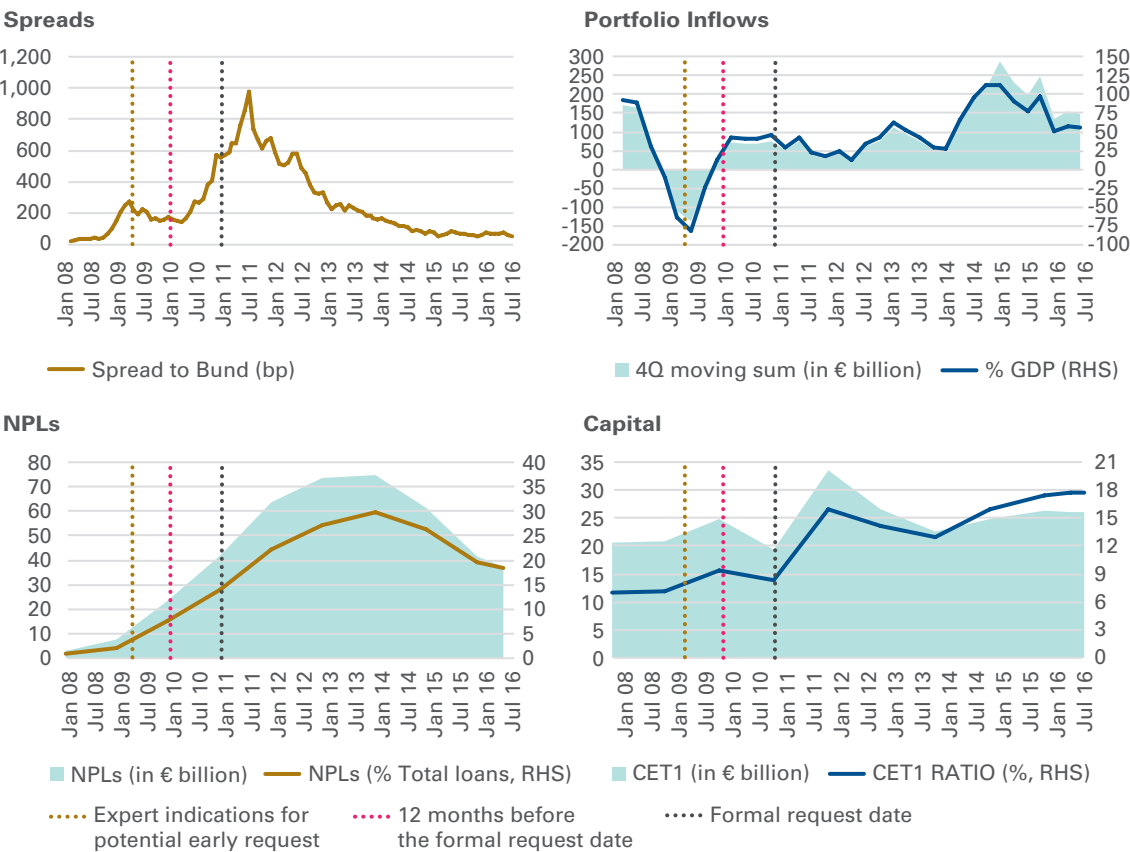 Spreads
1,200
1,000
800
600
400
200
0
Jan 08
Jul 08
Jan 09
Jul 09
Jan 10
Jul 10
Jan 11
Jul 11
Jan 12
Jul 12
Jan 13
Jul 13
Jan 14
Jul 14
Jan 15
Jul 15
Jan 16
Jul 16
Spread to Bund (bp)
Portfolio Inflows
300
250
200
150
100
50
0
-50
-100
-150
-200
150
125
100
75
50
25
0
-25
-50
-75
-100
Jan 08
Jul 08
Jan 09
Jul 09
Jan 10
Jul 10
Jan 11
Jul 11
Jan 12
Jul 12
Jan 13
Jul 13
Jan 14
Jul 14
Jan 15
Jul 15
Jan 16
Jul 16
4Q moving sum (in € billion) % GDP (RHS)
NPLs
80
70
60
50
40
30
20
10
0
40
35
30
25
20
15
10
5
0
Jan 08
Jul 08
Jan 09
Jul 09
Jan 10
Jul 10
Jan 11
Jul 11
Jan 12
Jul 12
Jan 13
Jul 13
Jan 14
Jul 14
Jan 15
Jul 15
Jan 16
Jul 16
NPLs (in € billion) NPLs (% Total loans, RHS)
Capital
35
30
25
20
15
10
5
0
21
18
15
12
9
6
3
0
Jan 08
Jul 08
Jan 09
Jul 09
Jan 10
Jul 10
Jan 11
Jul 11
Jan 12
Jul 12
Jan 13
Jul 13
Jan 14
Jul 14
Jan 15
Jul 15
Jan 16
Jul 16
CET1 (in € billion) CET1 RATIO (%, RHS)
Expert indications for
potential early request
12 months before
the formal request date
Formal request date